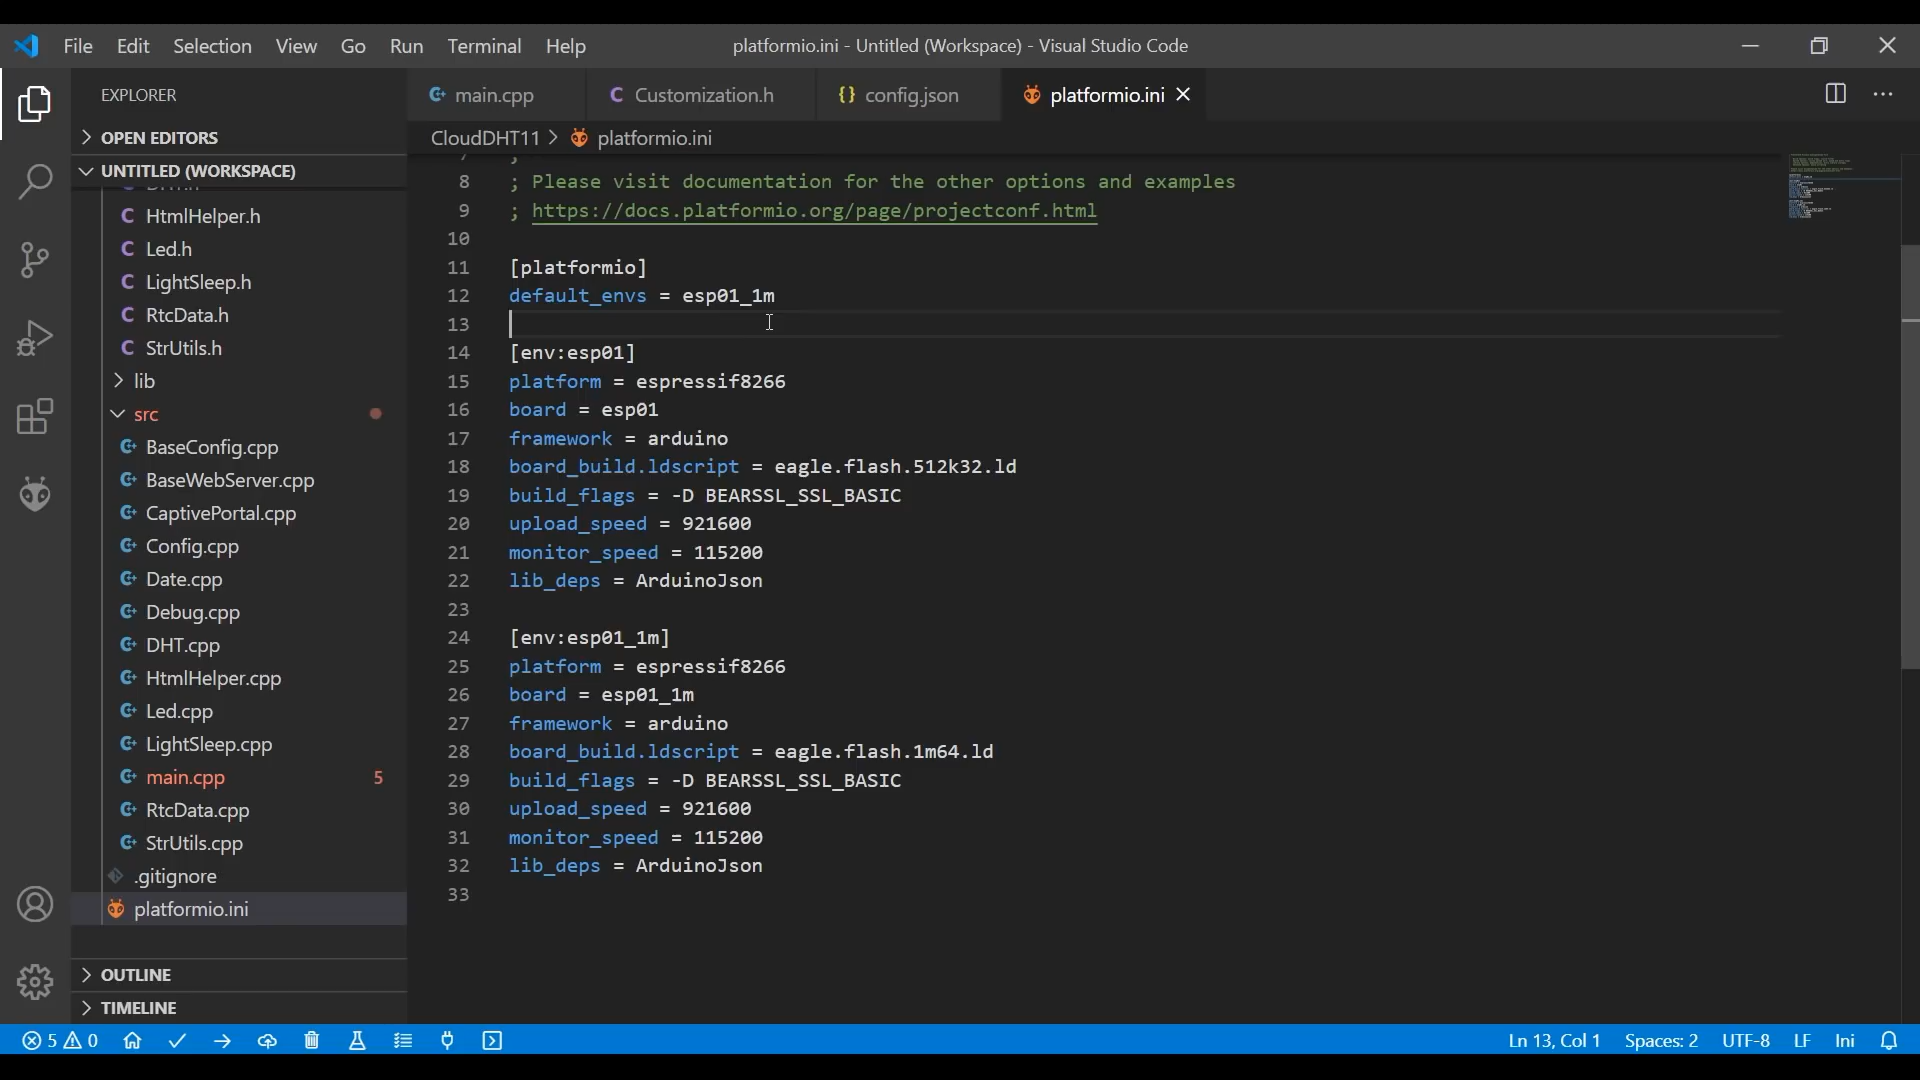 File Edit Selection View Go Run Terminal Help
platformio.ini - Untitled (Workspace) - Visual Studio Code
EXPLORER
OPEN EDITORS
UNTITLED (WORKSPACE)
HtmlHelper.h
Led.h
LightSleep.h
RtcData.h
StrUtils.h
lib
src
BaseConfig.cpp
BaseWebServer.cpp
CaptivePortal.cpp
Config.cpp
Date.cpp
Debug.cpp
DHT.cpp
HtmlHelper.cpp
Led.cpp
LightSleep.cpp
main.cpp 5
RtcData.cpp
StrUtils.cpp
.gitignore
platformio.ini
OUTLINE
TIMELINE
main.cpp Customization.h {} config.json platformio.ini
CloudDHT11 > platformio.ini
8 ; Please visit documentation for the other options and examples
9 ; https://docs.platformio.org/page/projectconf.html
10
11 [platformio]
12 default_envs = esp01_1m
13
14 [env:esp01]
15 platform = espressif8266
16 board = esp01
17 framework = arduino
18 board_build.ldscript = eagle.flash.512k32.ld
19 build_flags = -D BEARSSL_SSL_BASIC
20 upload_speed = 921600
21 monitor_speed = 115200
22 lib_deps = ArduinoJson
23
24 [env:esp01_1m]
25 platform = espressif8266
26 board = esp01_1m
27 framework = arduino
28 board_build.ldscript = eagle.flash.1m64.ld
29 build_flags = -D BEARSSL_SSL_BASIC
30 upload_speed = 921600
31 monitor_speed = 115200
32 lib_deps = ArduinoJson
33
5 0 Ln 13, Col 1 Spaces: 2 UTF-8 LF Ini